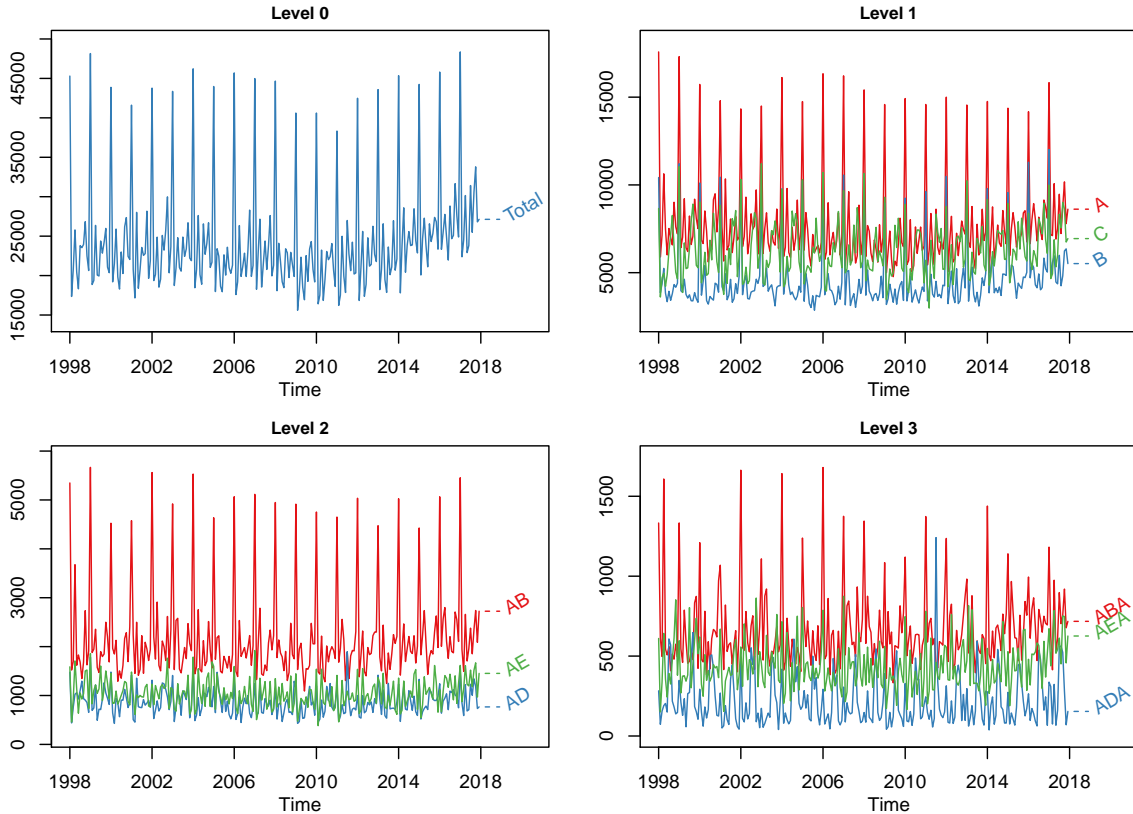 Level 0
45000
35000
25000
15000
Total
1998 2002 2006 2010 2014 2018
Time
Level 1
15000
10000
5000
A
C
B
1998 2002 2006 2010 2014 2018
Time
Level 2
5000
3000
1000
0
AB
AE
AD
1998 2002 2006 2010 2014 2018
Time
Level 3
1500
1000
500
0
ABA
AEA
ADA
1998 2002 2006 2010 2014 2018
Time